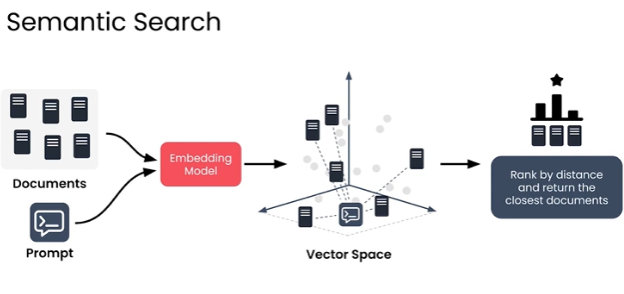 Semantic Search
Documents
Prompt
Embedding
Model
Vector Space
Rank by distance
and return the
closest documents